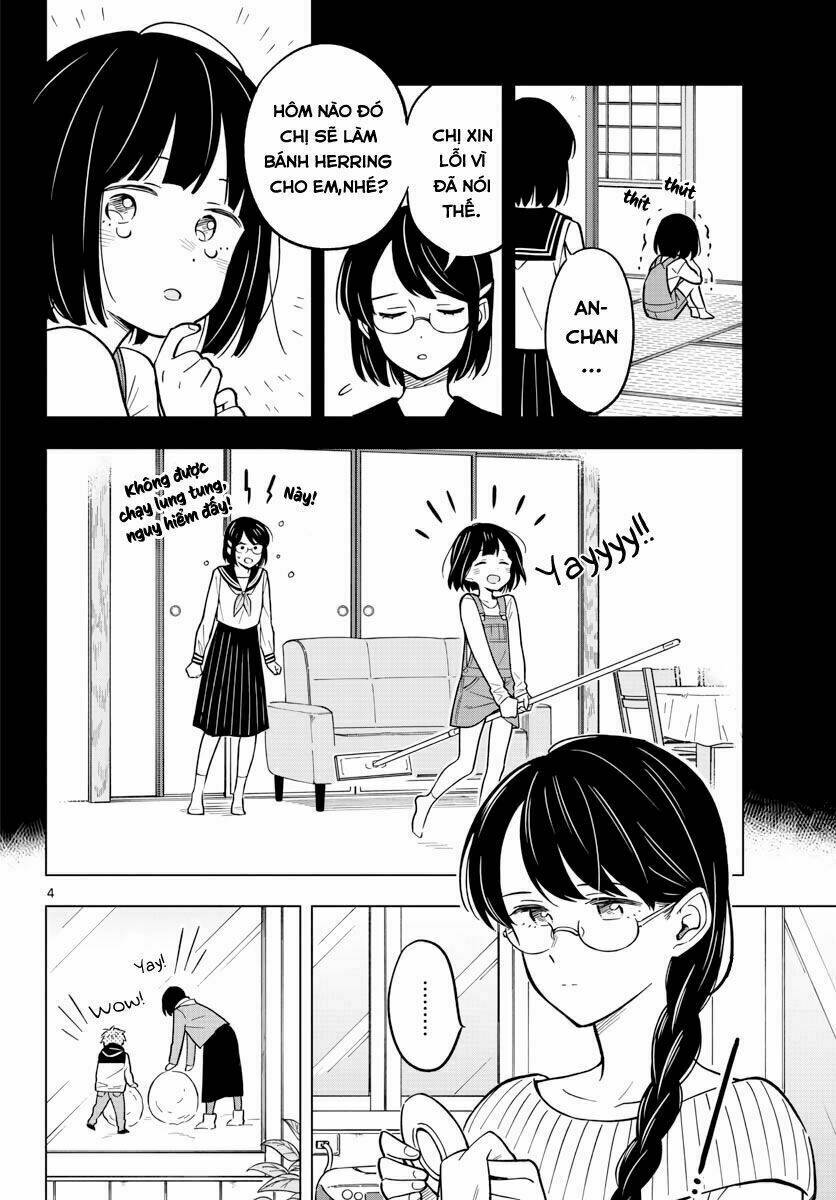 thút
thít
AN-
CHAN
...
CHỊ XIN
LỖI VÌ
ĐÃ NÓI
THẾ.
HÔM NÀO ĐÓ
CHỊ SẼ LÀM
BÁNH HERRING
CHO EM,NHÉ?
Yayyyy!!
Này!
Không được
chạy lung tung,
nguy hiểm đấy!
4
.......
Yay!
Wow!